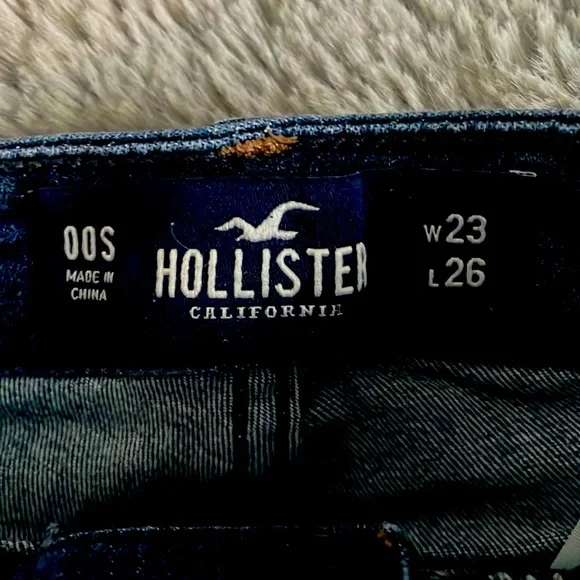 00S
MADE IN
CHINA
HOLLISTER
CALIFORNIA
W23
L26